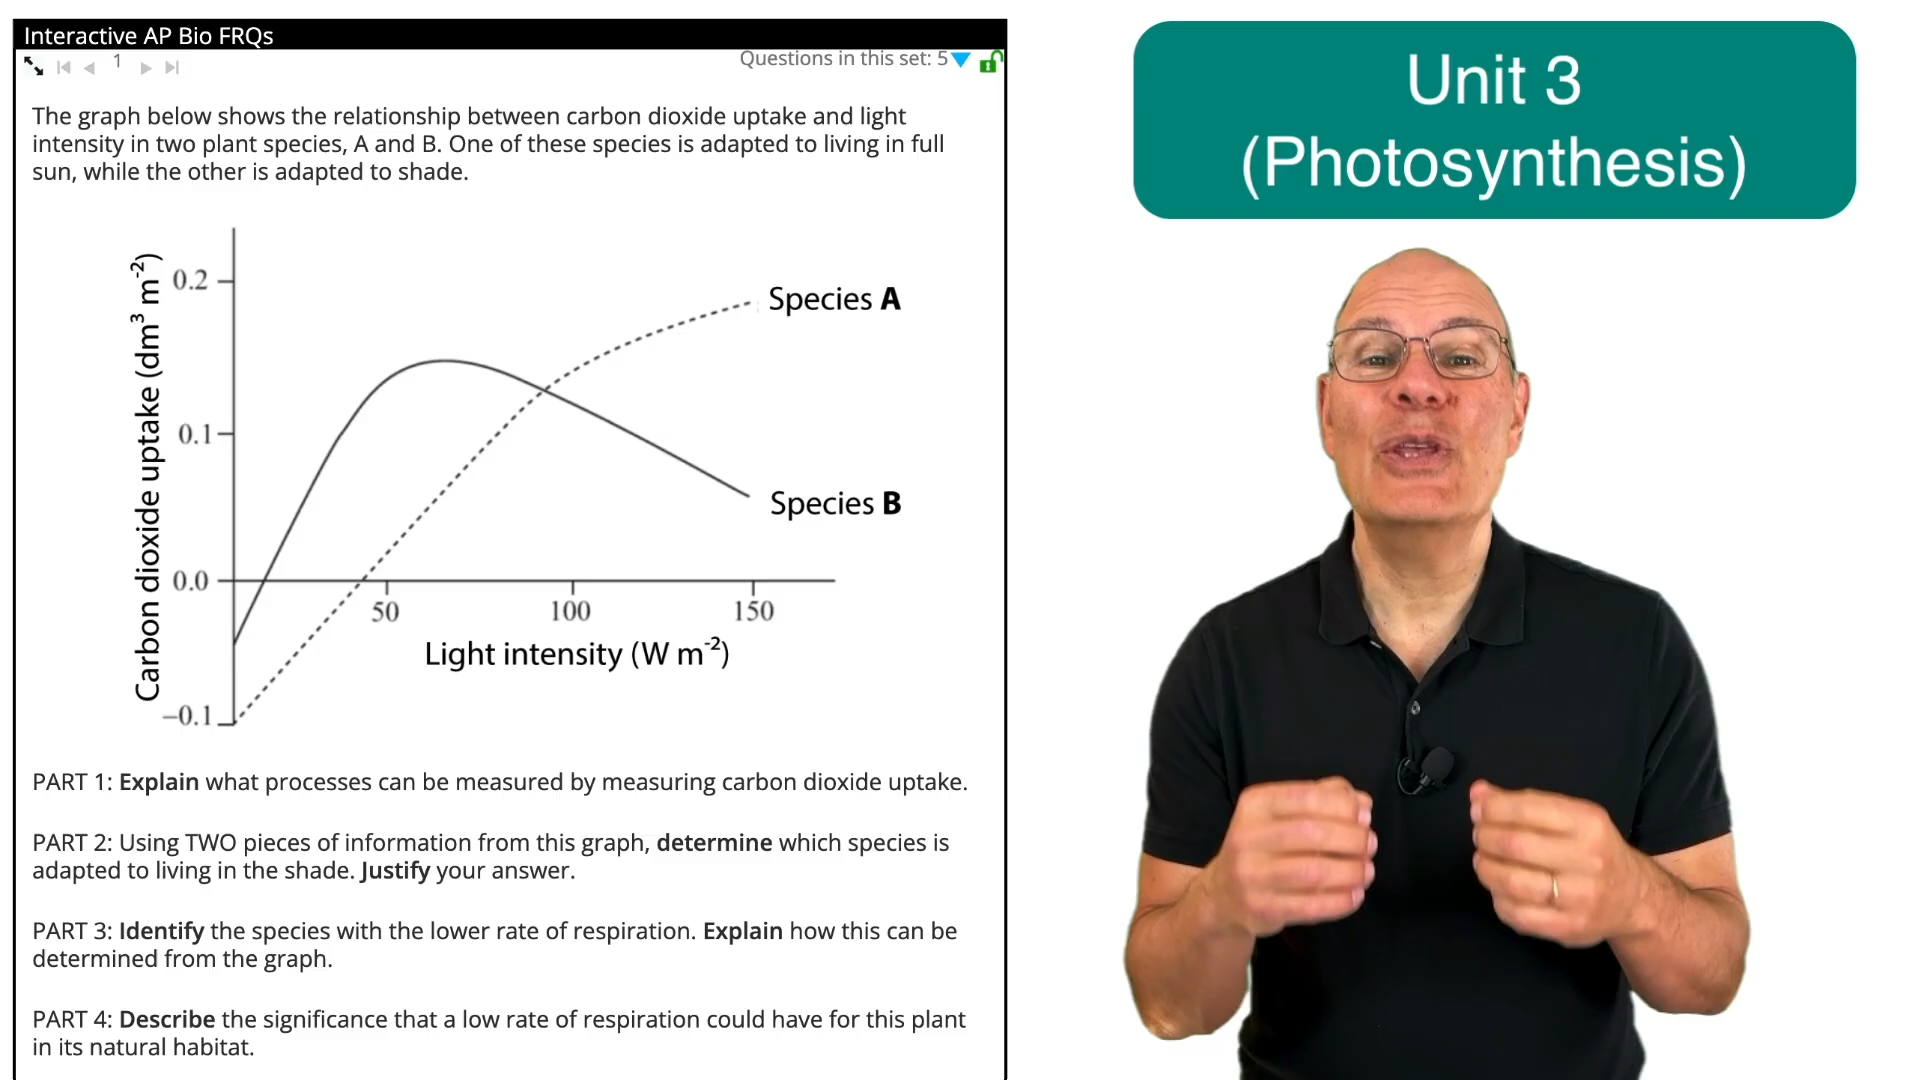 Interactive AP Bio FRQs
1
Questions in this set: 5
The graph below shows the relationship between carbon dioxide uptake and light
intensity in two plant species, A and B. One of these species is adapted to living in full
sun, while the other is adapted to shade.
Carbon dioxide uptake (dm³ m⁻²)
0.2
0.1
0.0
–0.1
50
100
150
Light intensity (W m⁻²)
Species A
Species B
PART 1: Explain what processes can be measured by measuring carbon dioxide uptake.
PART 2: Using TWO pieces of information from this graph, determine which species is
adapted to living in the shade. Justify your answer.
PART 3: Identify the species with the lower rate of respiration. Explain how this can be
determined from the graph.
PART 4: Describe the significance that a low rate of respiration could have for this plant
in its natural habitat.
Unit 3
(Photosynthesis)